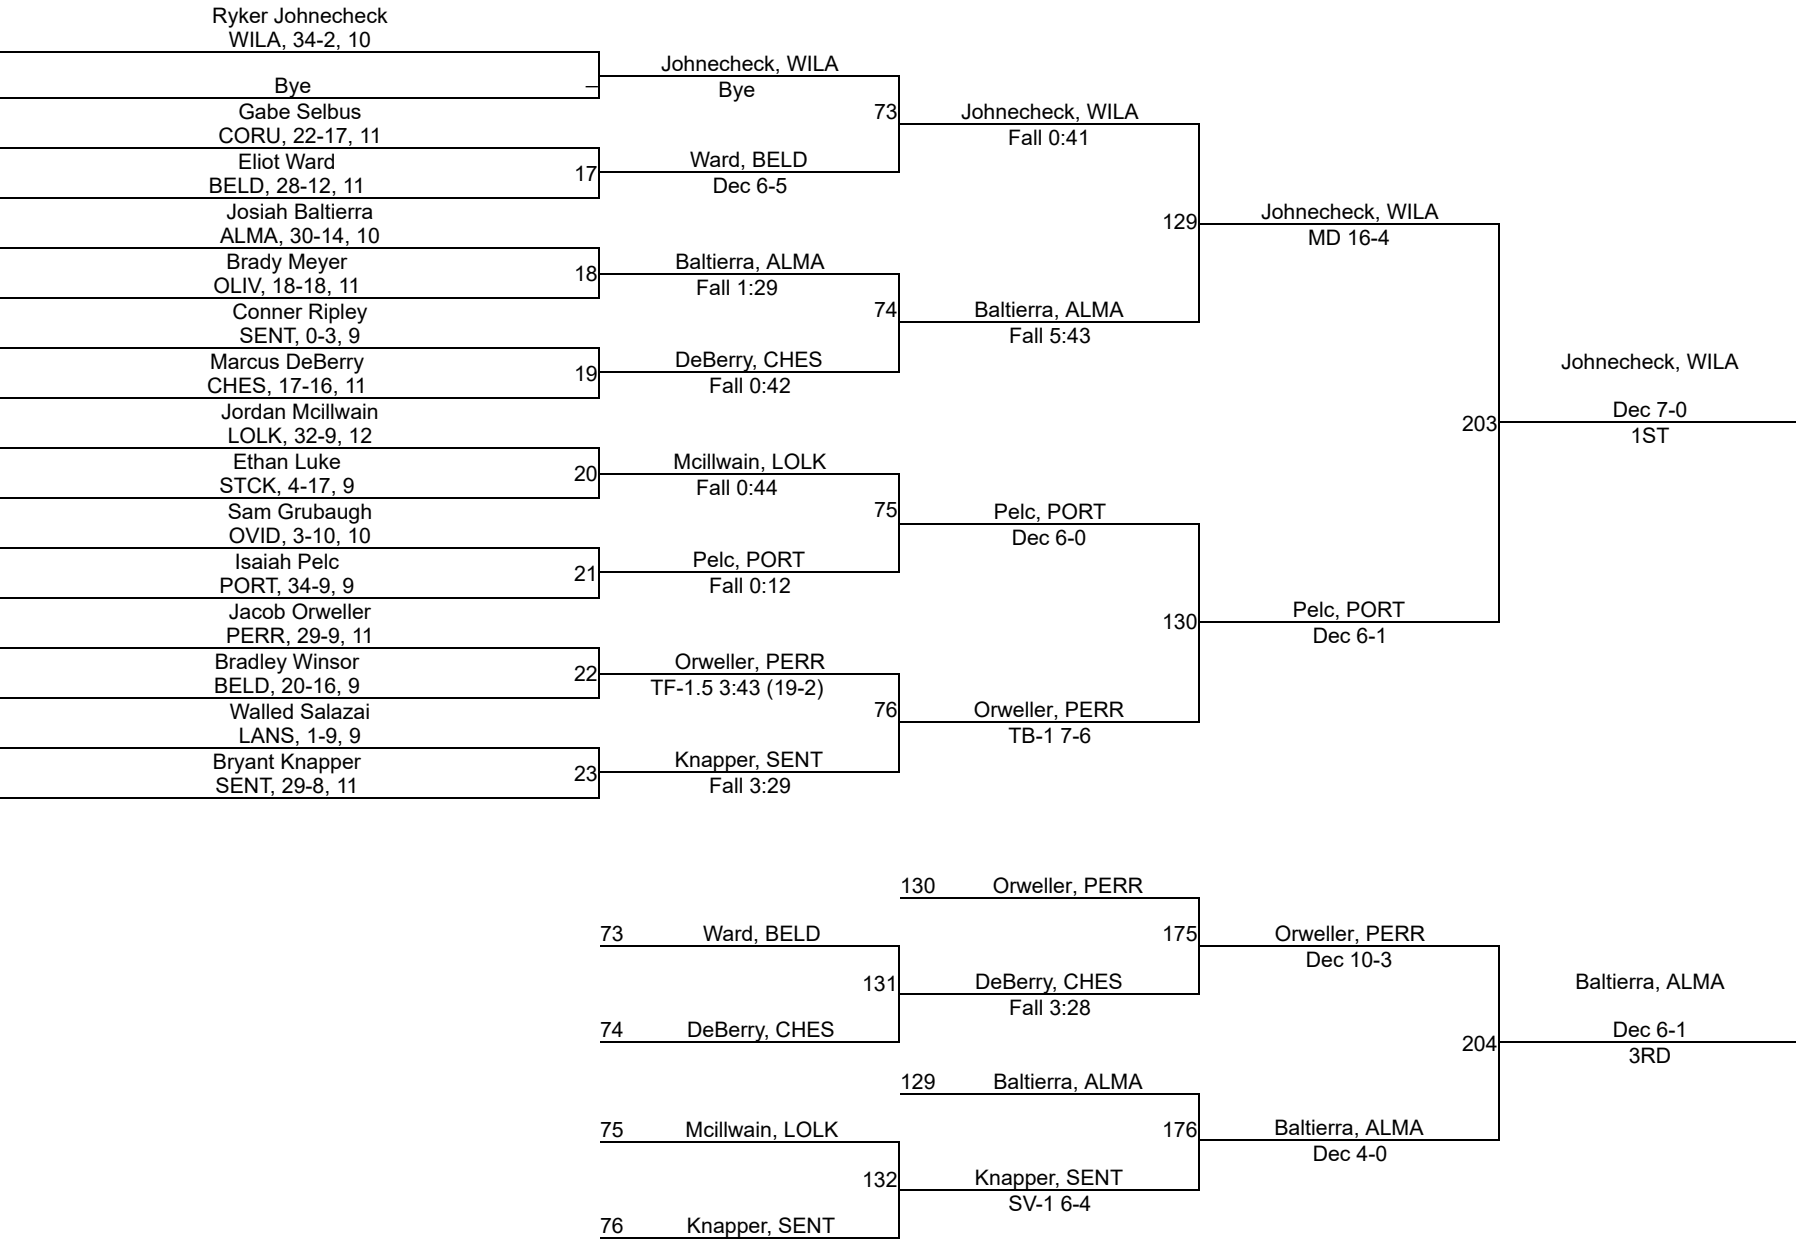 Ryker Johnecheck
WILA, 34-2, 10
Bye
Gabe Selbus
CORU, 22-17, 11
Eliot Ward
BELD, 28-12, 11
17
Josiah Baltierra
ALMA, 30-14, 10
Brady Meyer
OLIV, 18-18, 11
18
Conner Ripley
SENT, 0-3, 9
Marcus DeBerry
CHES, 17-16, 11
19
Jordan Mcillwain
LOLK, 32-9, 12
Ethan Luke
STCK, 4-17, 9
20
Sam Grubaugh
OVID, 3-10, 10
Isaiah Pelc
PORT, 34-9, 9
21
Jacob Orweller
PERR, 29-9, 11
Bradley Winsor
BELD, 20-16, 9
22
Walled Salazai
LANS, 1-9, 9
Bryant Knapper
SENT, 29-8, 11
23
Johnecheck, WILA
Bye
73
Ward, BELD
Dec 6-5
Baltierra, ALMA
Fall 1:29
74
DeBerry, CHES
Fall 0:42
Mcillwain, LOLK
Fall 0:44
75
Pelc, PORT
Fall 0:12
Orweller, PERR
TF-1.5 3:43 (19-2)
76
Knapper, SENT
Fall 3:29
Johnecheck, WILA
Fall 0:41
129
Baltierra, ALMA
Fall 5:43
Pelc, PORT
Dec 6-0
130
Orweller, PERR
TB-1 7-6
Johnecheck, WILA
MD 16-4
203
Pelc, PORT
Dec 6-1
Johnecheck, WILA
Dec 7-0
1ST
130 Orweller, PERR
73 Ward, BELD
131
74 DeBerry, CHES
DeBerry, CHES
Fall 3:28
175
129 Baltierra, ALMA
75 Mcillwain, LOLK
132
76 Knapper, SENT
Knapper, SENT
SV-1 6-4
176
Orweller, PERR
Dec 10-3
204
Baltierra, ALMA
Dec 4-0
Baltierra, ALMA
Dec 6-1
3RD